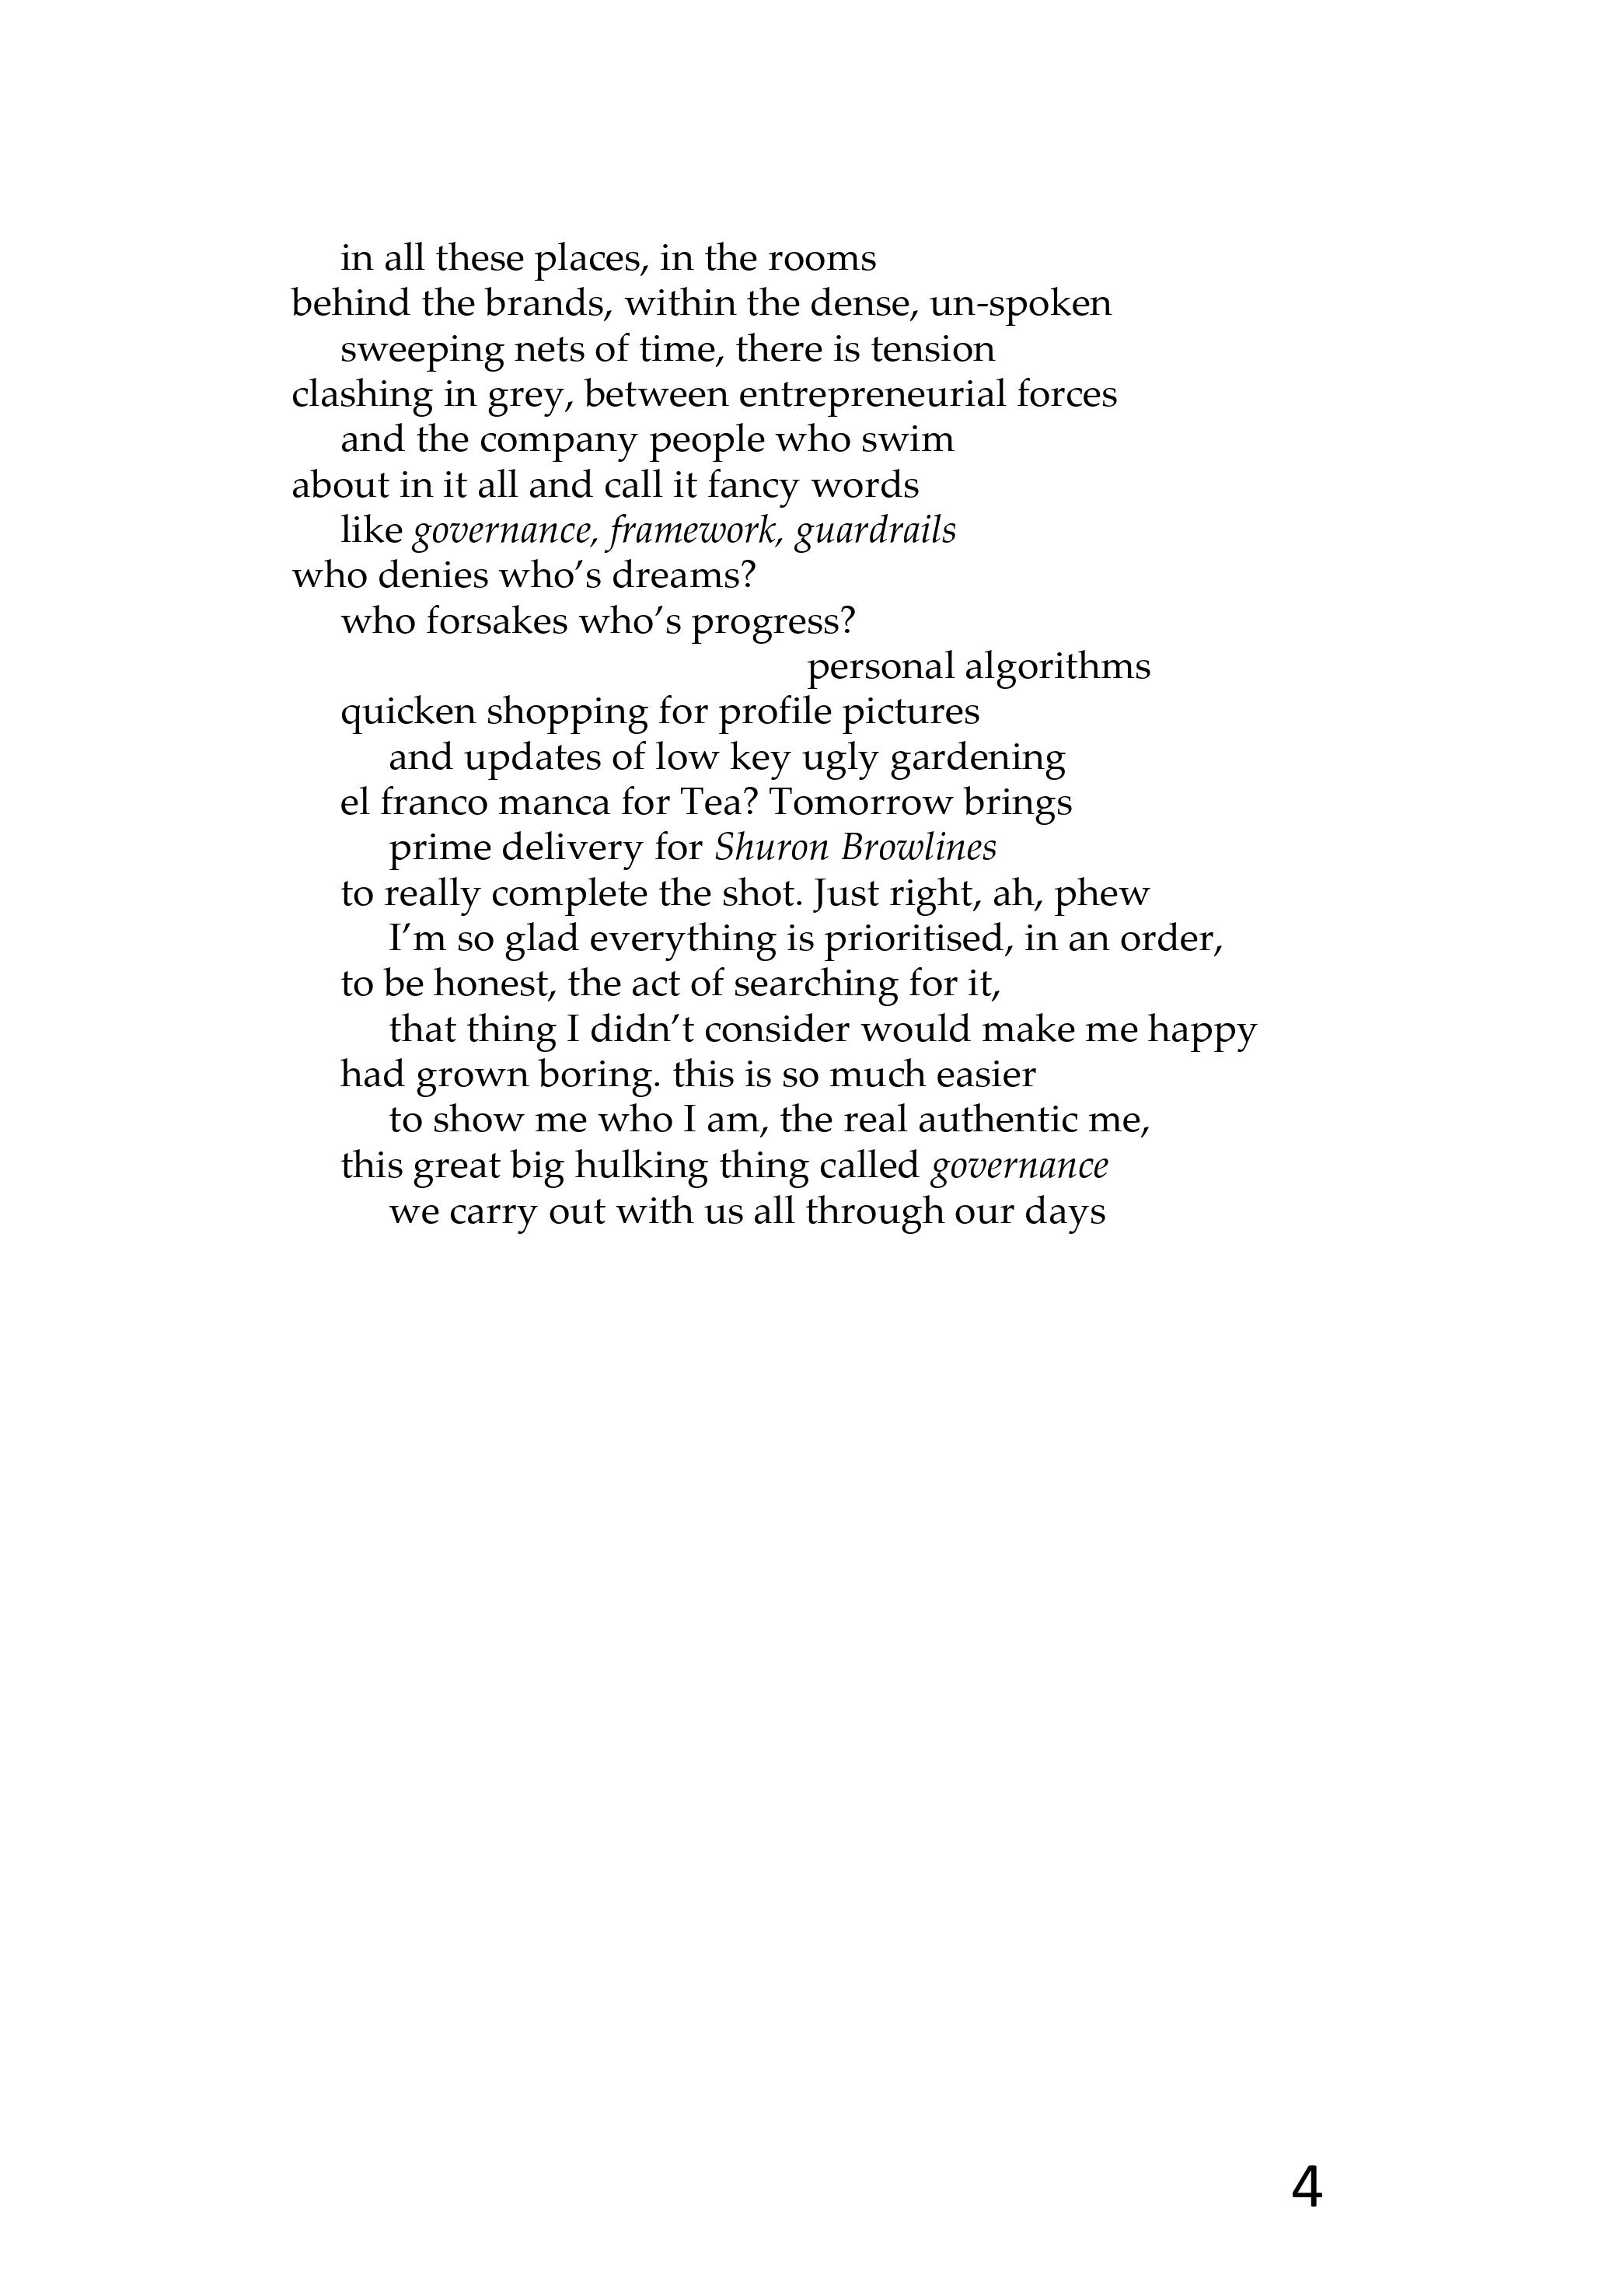 in all these places, in the rooms
behind the brands, within the dense, un-spoken
sweeping nets of time, there is tension
clashing in grey, between entrepreneurial forces
and the company people who swim
about in it all and call it fancy words
like governance, framework, guardrails
who denies who’s dreams?
who forsakes who’s progress?
personal algorithms
quicken shopping for profile pictures
and updates of low key ugly gardening
el franco manca for Tea? Tomorrow brings
prime delivery for Shuron Browlines
to really complete the shot. Just right, ah, phew
I’m so glad everything is prioritised, in an order,
to be honest, the act of searching for it,
that thing I didn’t consider would make me happy
had grown boring. this is so much easier
to show me who I am, the real authentic me,
this great big hulking thing called governance
we carry out with us all through our days
4